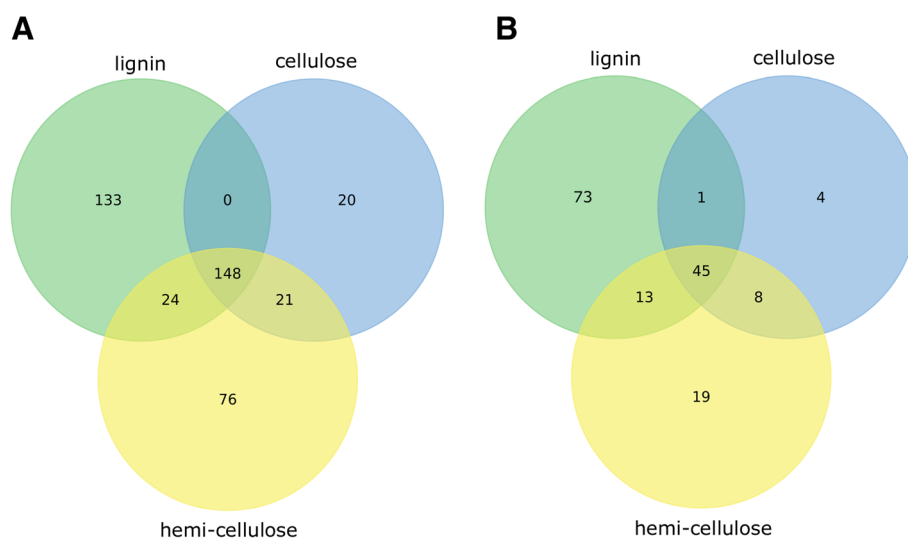 A
lignin
cellulose
133
0
20
148
24
21
76
hemi-cellulose
B
lignin
cellulose
73
1
4
45
13
8
19
hemi-cellulose